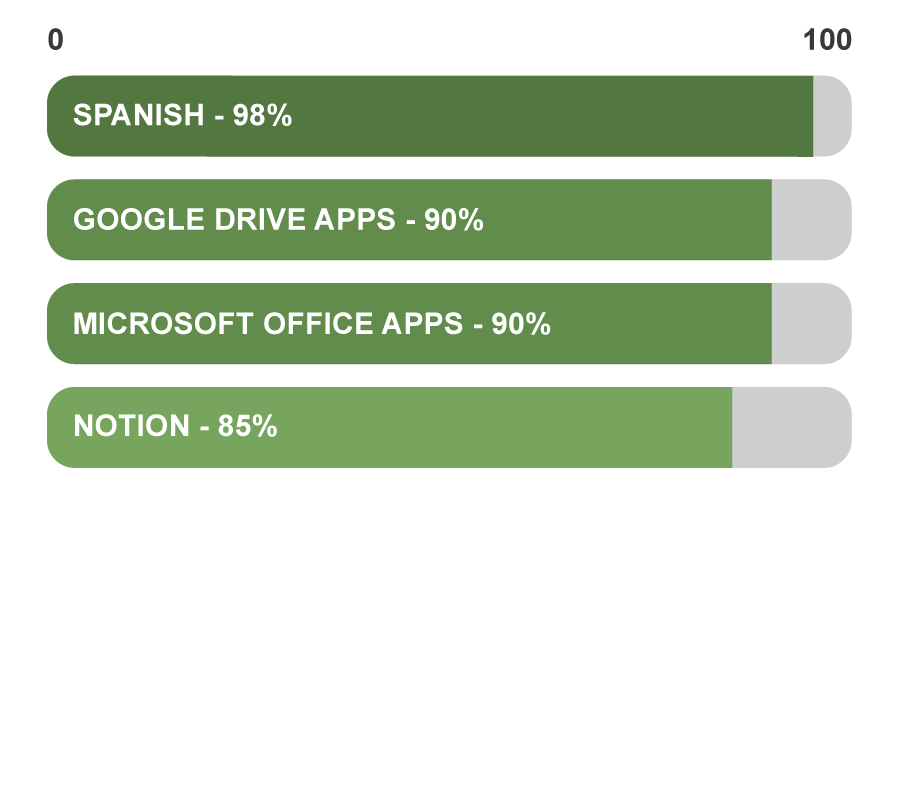 0 100
SPANISH - 98%
GOOGLE DRIVE APPS - 90%
MICROSOFT OFFICE APPS - 90%
NOTION - 85%